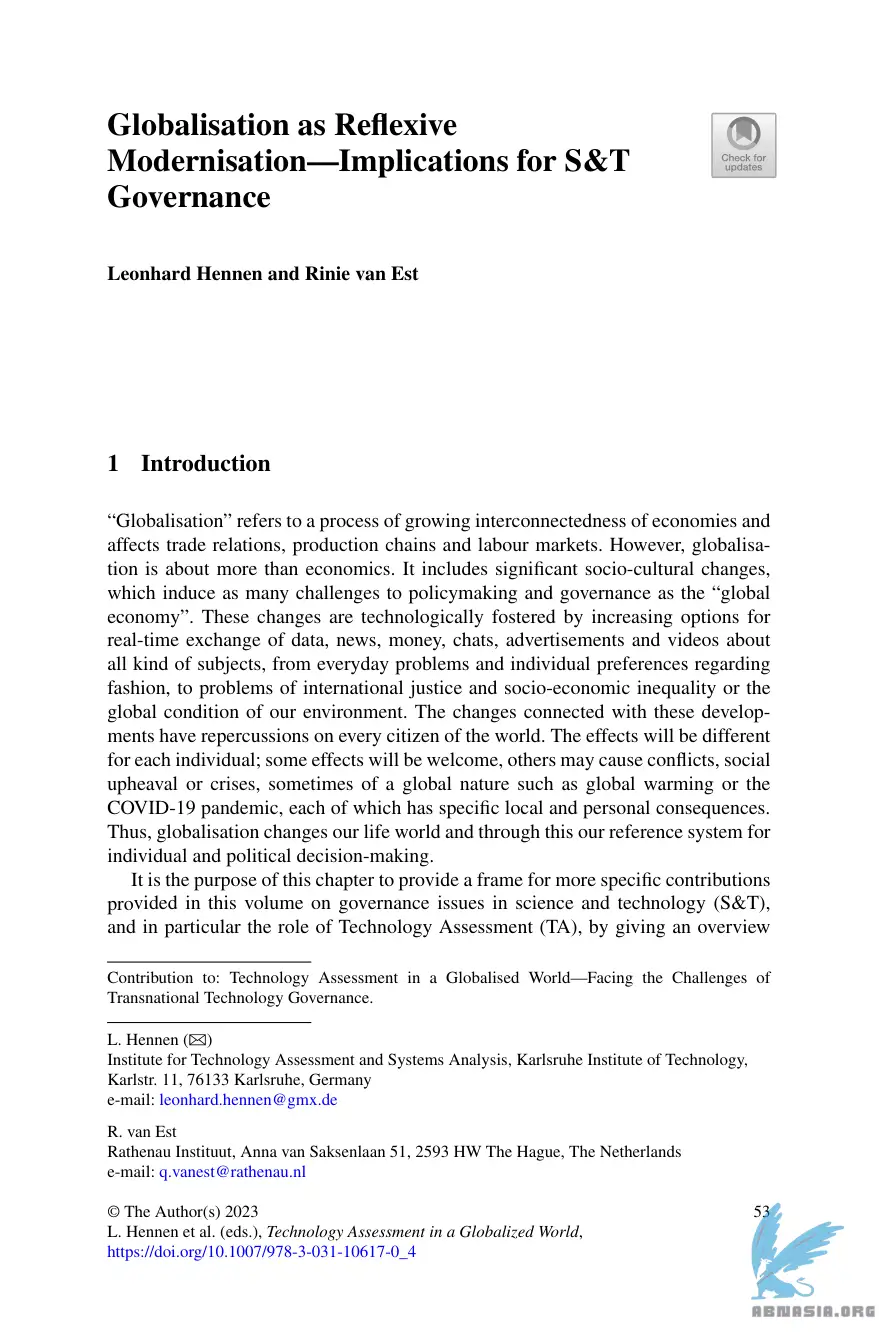 Globalisation as Reflexive
Modernisation—Implications for S&T
Governance
Check for
updates
Leonhard Hennen and Rinie van Est
1 Introduction
“Globalisation” refers to a process of growing interconnectedness of economies and
affects trade relations, production chains and labour markets. However, globalisa-
tion is about more than economics. It includes significant socio-cultural changes,
which induce as many challenges to policymaking and governance as the “global
economy”. These changes are technologically fostered by increasing options for
real-time exchange of data, news, money, chats, advertisements and videos about
all kind of subjects, from everyday problems and individual preferences regarding
fashion, to problems of international justice and socio-economic inequality or the
global condition of our environment. The changes connected with these develop-
ments have repercussions on every citizen of the world. The effects will be different
for each individual; some effects will be welcome, others may cause conflicts, social
upheaval or crises, sometimes of a global nature such as global warming or the
COVID-19 pandemic, each of which has specific local and personal consequences.
Thus, globalisation changes our life world and through this our reference system for
individual and political decision-making.
It is the purpose of this chapter to provide a frame for more specific contributions
provided in this volume on governance issues in science and technology (S&T),
and in particular the role of Technology Assessment (TA), by giving an overview
Contribution to: Technology Assessment in a Globalised World—Facing the Challenges of
Transnational Technology Governance.
L. Hennen (✉)
Institute for Technology Assessment and Systems Analysis, Karlsruhe Institute of Technology,
Karlstr. 11, 76133 Karlsruhe, Germany
e-mail: leonhard.hennen@gmx.de
R. van Est
Rathenau Instituut, Anna van Saksenlaan 51, 2593 HW The Hague, The Netherlands
e-mail: q.vanest@rathenau.nl
© The Author(s) 2023
53
L. Hennen et al. (eds.), Technology Assessment in a Globalized World,
https://doi.org/10.1007/978-3-031-10617-0_4
ABNASIA.ORG